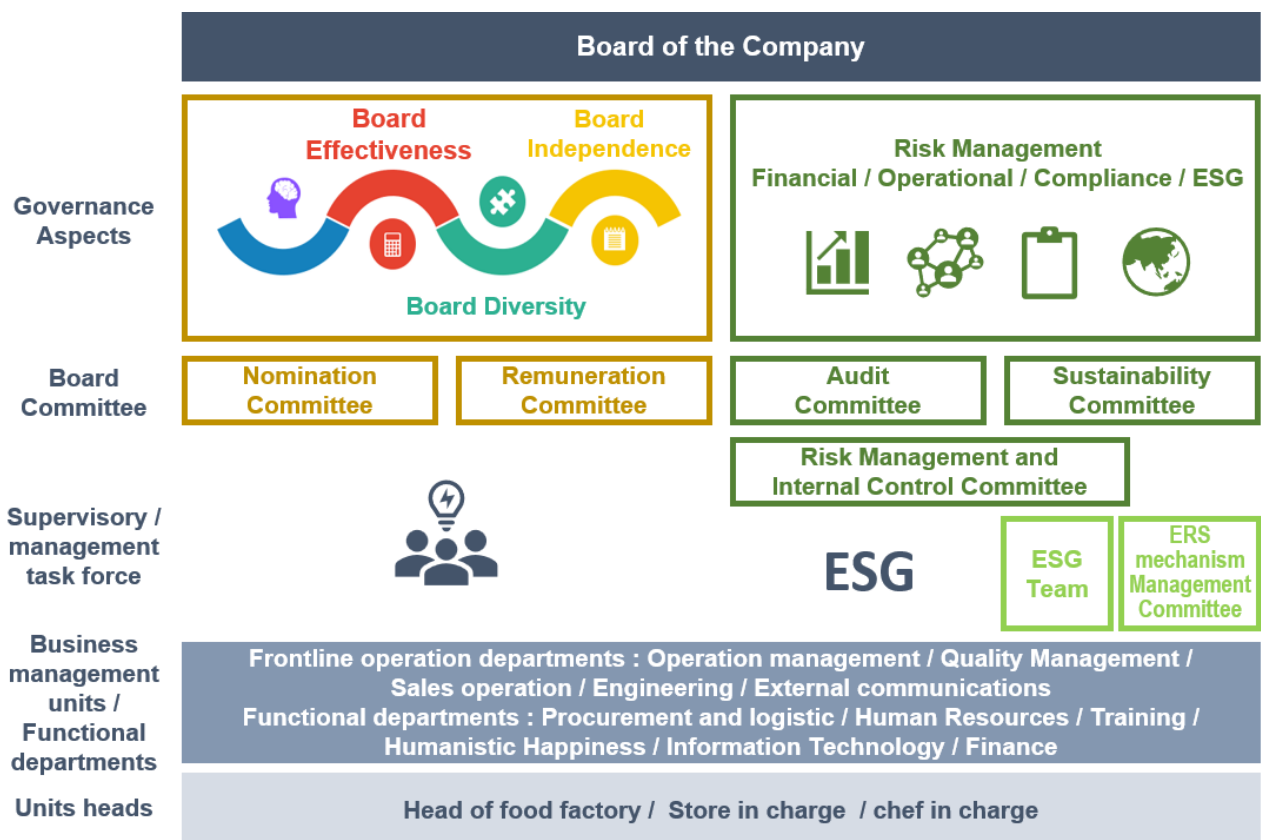 Board of the Company
Governance
Aspects
Board
Effectiveness
Board
Independence
Board Diversity
Risk Management
Financial / Operational / Compliance / ESG
Board
Committee
Nomination
Committee
Remuneration
Committee
Audit
Committee
Sustainability
Committee
Risk Management and
Internal Control Committee
Supervisory /
management
task force
ESG
ESG
Team
ERS
mechanism
Management
Committee
Business
management
units /
Functional
departments
Frontline operation departments : Operation management / Quality Management /
Sales operation / Engineering / External communications
Functional departments : Procurement and logistic / Human Resources / Training /
Humanistic Happiness / Information Technology / Finance
Units heads
Head of food factory /  Store in charge  / chef in charge